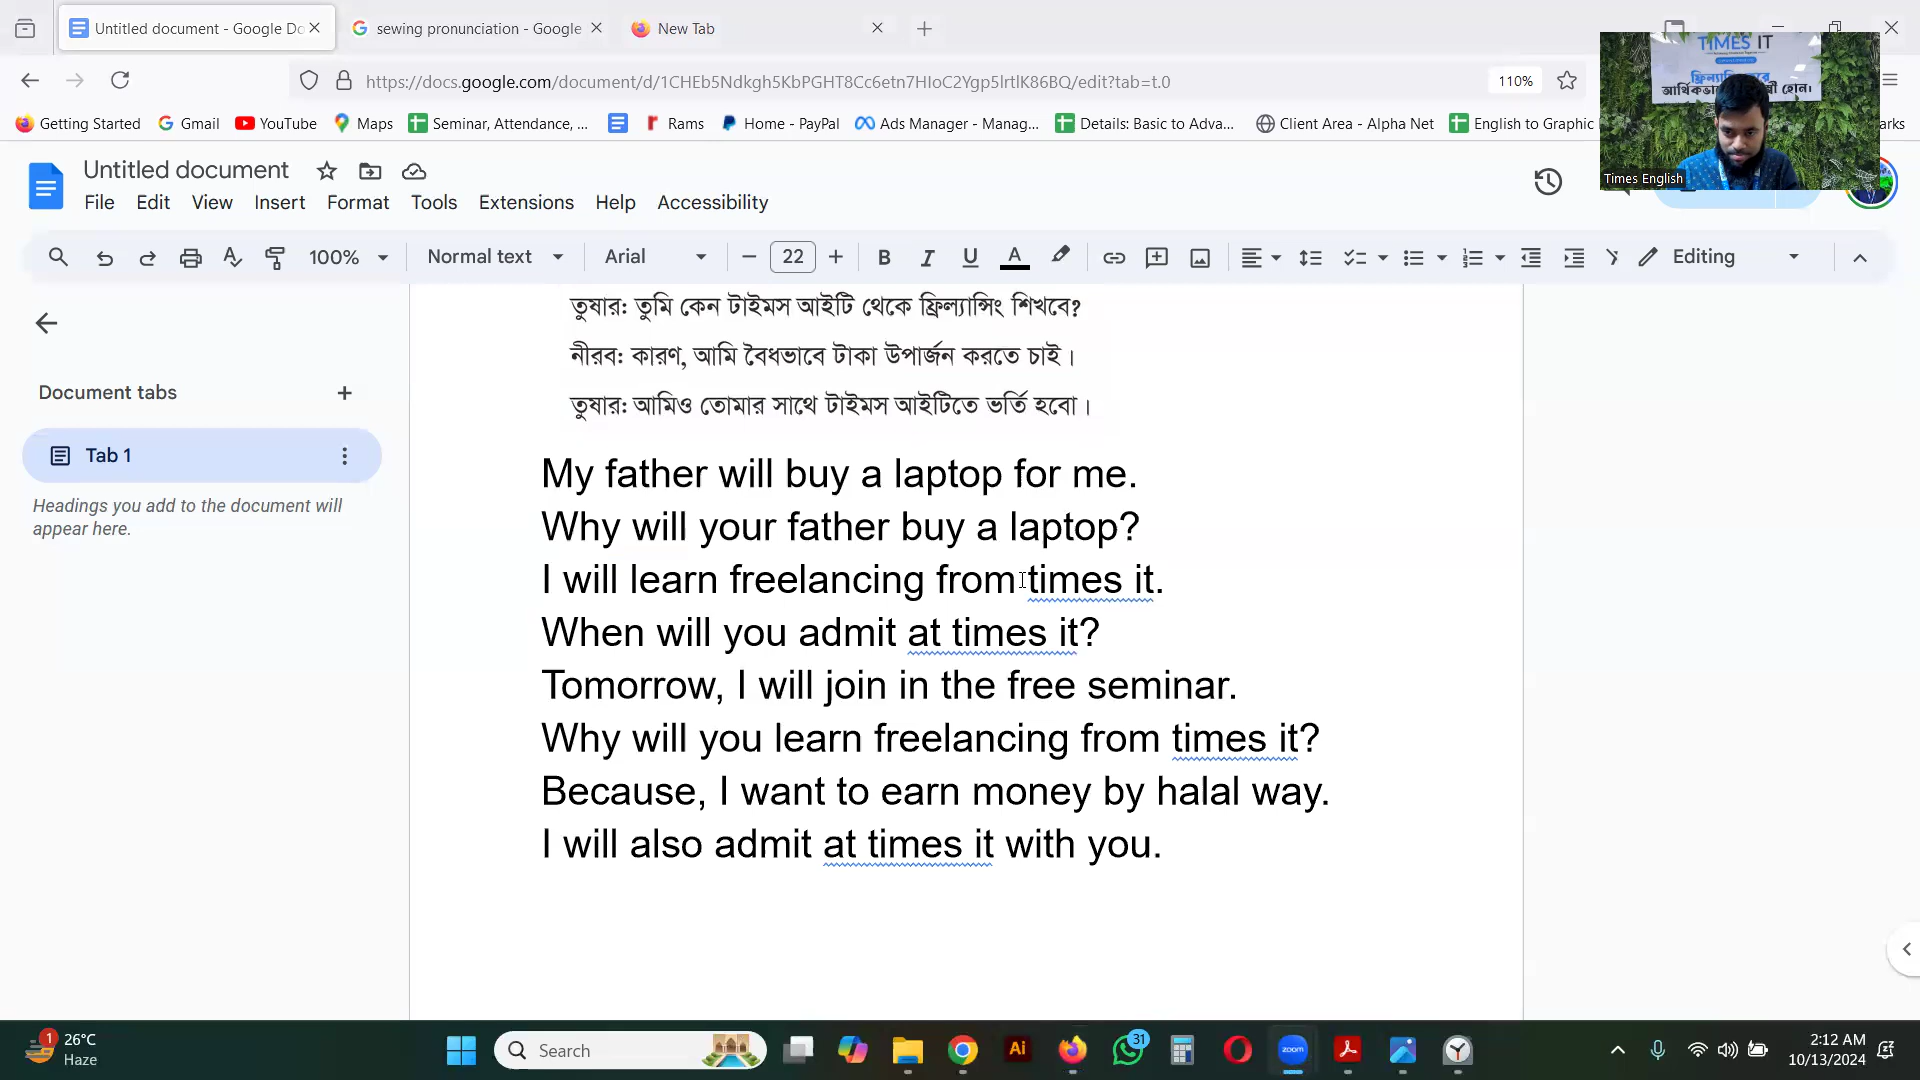 Untitled document - Google Do
sewing pronunciation - Google
New Tab
https://docs.google.com/document/d/1CHEb5Ndkgh5KbPGHT8Cc6etn7HIoC2Ygp5lrtlK86BQ/edit?tab=t.0
110%
Getting Started
Gmail
YouTube
Maps
Seminar, Attendance, ...
Rams
Home - PayPal
Ads Manager - Manag...
Details: Basic to Adva...
Client Area - Alpha Net
English to Graphic
arks
TIMES IT
Times English
Untitled document
File Edit View Insert Format Tools Extensions Help Accessibility
100% Normal text Arial 22 Editing
Document tabs
Tab 1
Headings you add to the document will
appear here.
তুষার: তুমি কেন টাইমস আইটি থেকে ফ্রিল্যান্সিং শিখবে?
নীরব: কারণ, আমি বৈধভাবে টাকা উপার্জন করতে চাই।
তুষার: আমিও তোমার সাথে টাইমস আইটিতে ভর্তি হবো।
My father will buy a laptop for me.
Why will your father buy a laptop?
I will learn freelancing from times it.
When will you admit at times it?
Tomorrow, I will join in the free seminar.
Why will you learn freelancing from times it?
Because, I want to earn money by halal way.
I will also admit at times it with you.
1
26°C
Haze
Search
Ai
31
zoom
2:12 AM
10/13/2024